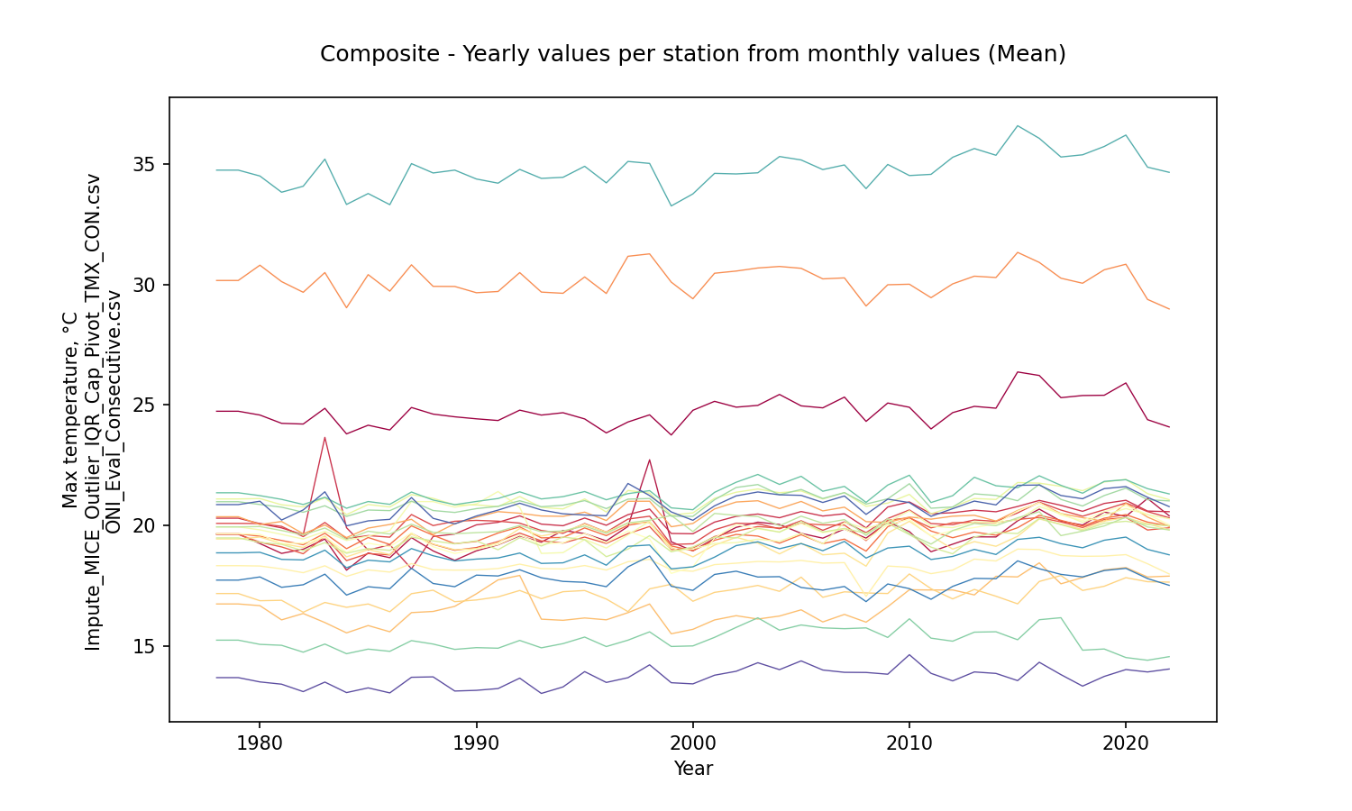 Composite - Yearly values per station from monthly values (Mean)
Max temperature, °C
Impute_MICE_Outlier_IQR_Cap_Pivot_TMX_CON.csv
ONI_Eval_Consecutive.csv
35
30
25
20
15
1980 1990 2000 2010 2020
Year